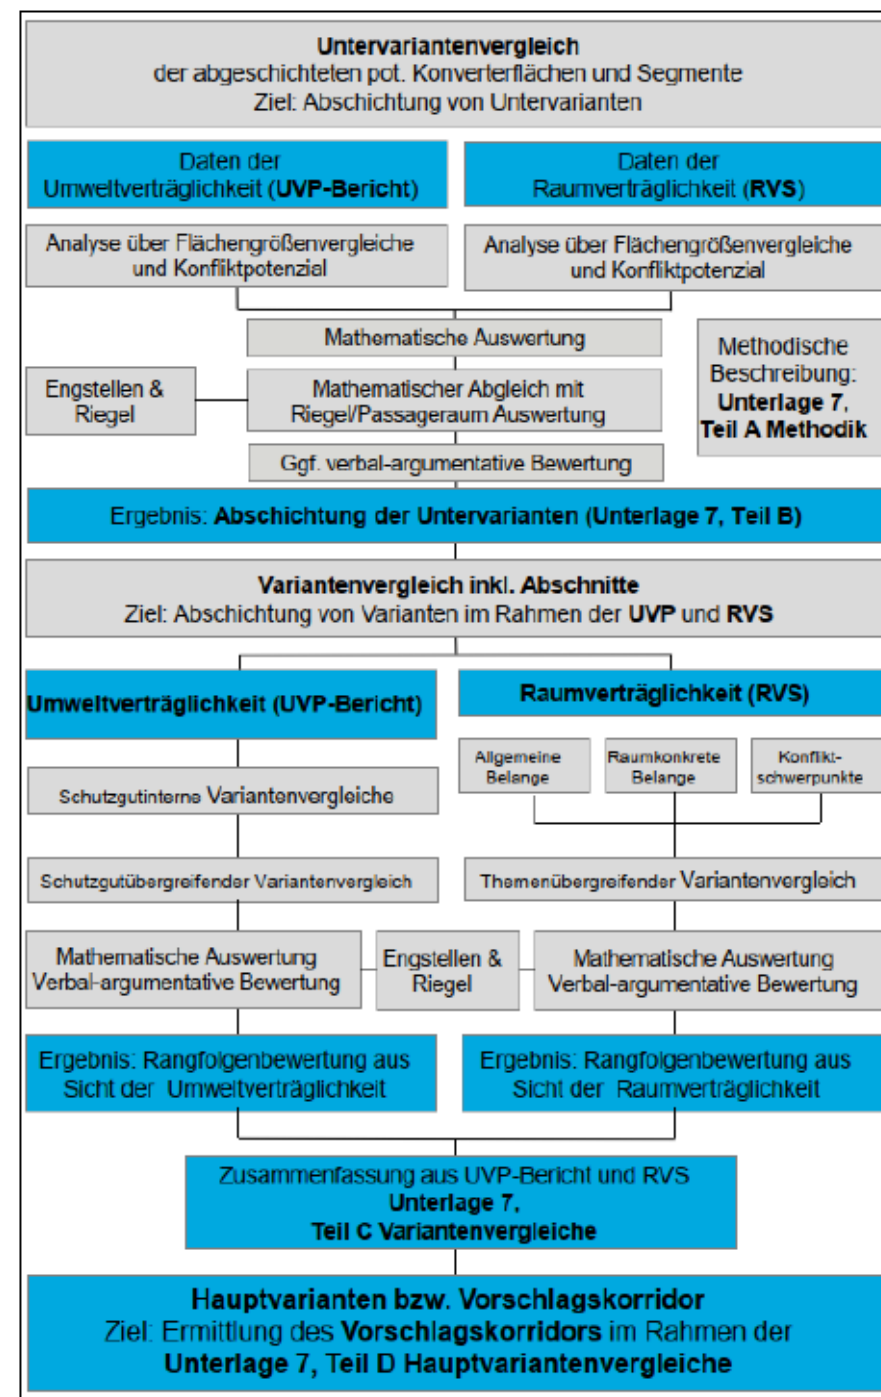 Untervariantenvergleich
der abgeschichteten pot. Konverterflächen und Segmente
Ziel: Abschichtung von Untervarianten
Daten der
Umweltverträglichkeit (UVP-Bericht)
Daten der
Raumverträglichkeit (RVS)
Analyse über Flächengrößenvergleiche
und Konfliktpotenzial
Analyse über Flächengrößenvergleiche
und Konfliktpotenzial
Mathematische Auswertung
Engstellen &
Riegel
Mathematischer Abgleich mit
Riegel/Passageraum Auswertung
Methodische
Beschreibung:
Unterlage 7,
Teil A Methodik
Ggf. verbal-argumentative Bewertung
Ergebnis: Abschichtung der Untervarianten (Unterlage 7, Teil B)
Variantenvergleich inkl. Abschnitte
Ziel: Abschichtung von Varianten im Rahmen der UVP und RVS
Umweltverträglichkeit (UVP-Bericht)
Raumverträglichkeit (RVS)
Allgemeine
Belange
Raumkonkrete
Belange
Konflikt-
schwerpunkte
Schutzgutinterne Variantenvergleiche
Schutzgutübergreifender Variantenvergleich
Themenübergreifender Variantenvergleich
Mathematische Auswertung
Verbal-argumentative Bewertung
Engstellen &
Riegel
Mathematische Auswertung
Verbal-argumentative Bewertung
Ergebnis: Rangfolgenbewertung aus
Sicht der Umweltverträglichkeit
Ergebnis: Rangfolgenbewertung aus
Sicht der Raumverträglichkeit
Zusammenfassung aus UVP-Bericht und RVS
Unterlage 7,
Teil C Variantenvergleiche
Hauptvarianten bzw. Vorschlagskorridor
Ziel: Ermittlung des Vorschlagskorridors im Rahmen der
Unterlage 7, Teil D Hauptvariantenvergleiche